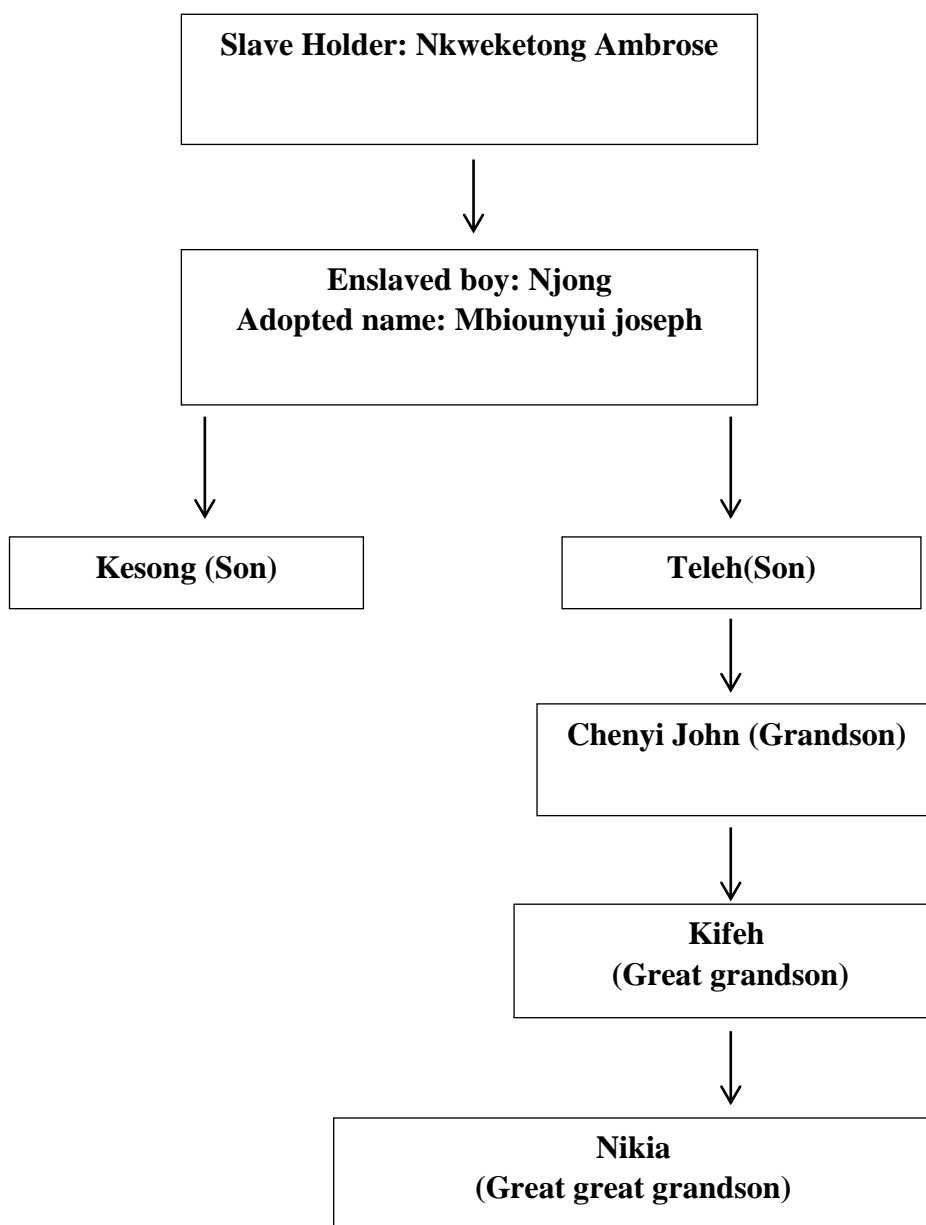 Slave Holder: Nkweketong Ambrose
Enslaved boy: Njong
Adopted name: Mbiounyui joseph
Kesong (Son)
Teleh(Son)
Chenyi John (Grandson)
Kifeh
(Great grandson)
Nikia
(Great great grandson)